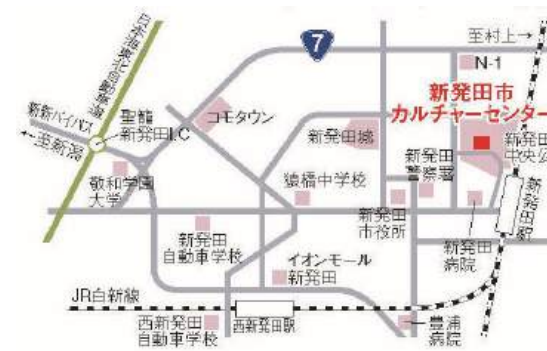 至村上→
7
N-1
新発田市
カルチャーセンター
日本海東北自動車道
新新バイパス
←至新潟
聖籠
新発田I.C
コモタウン
新発田城
新発田
中央公
新発田
警察署
敬和学園
大学
猿橋中学校
新発田
市役所
新発田駅
新発田
病院
新発田
自動車学校
イオンモール
新発田
JR白新線
西新発田
自動車学校
西新発田駅
豊浦
病院